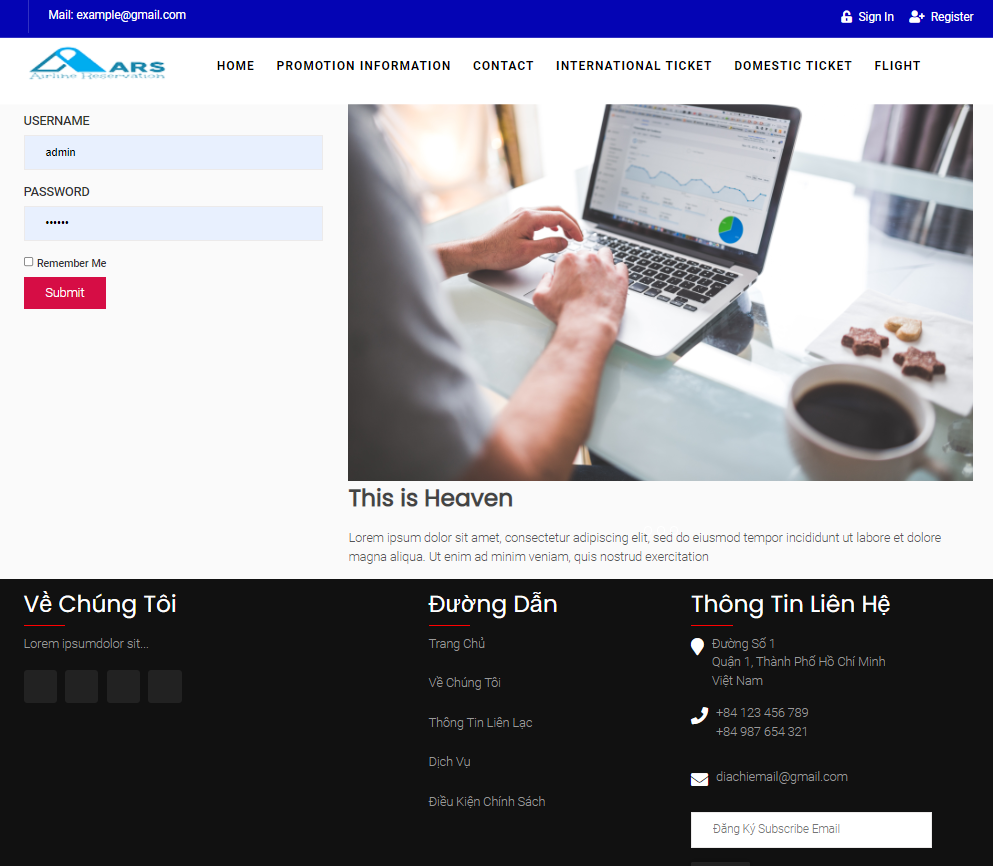 Mail: example@gmail.com
Sign In
Register
ARS
Airline Reservation
HOME
PROMOTION INFORMATION
CONTACT
INTERNATIONAL TICKET
DOMESTIC TICKET
FLIGHT
USERNAME
admin
PASSWORD
••••••
Remember Me
Submit
This is Heaven
Lorem ipsum dolor sit amet, consectetur adipiscing elit, sed do eiusmod tempor incididunt ut labore et dolore
magna aliqua. Ut enim ad minim veniam, quis nostrud exercitation
Về Chúng Tôi
Lorem ipsumdolor sit...
Đường Dẫn
Trang Chủ
Về Chúng Tôi
Thông Tin Liên Lạc
Dịch Vụ
Điều Kiện Chính Sách
Thông Tin Liên Hệ
Đường Số 1
Quận 1, Thành Phố Hồ Chí Minh
Việt Nam
+84 123 456 789
+84 987 654 321
diachiemail@gmail.com
Đăng Ký Subscribe Email